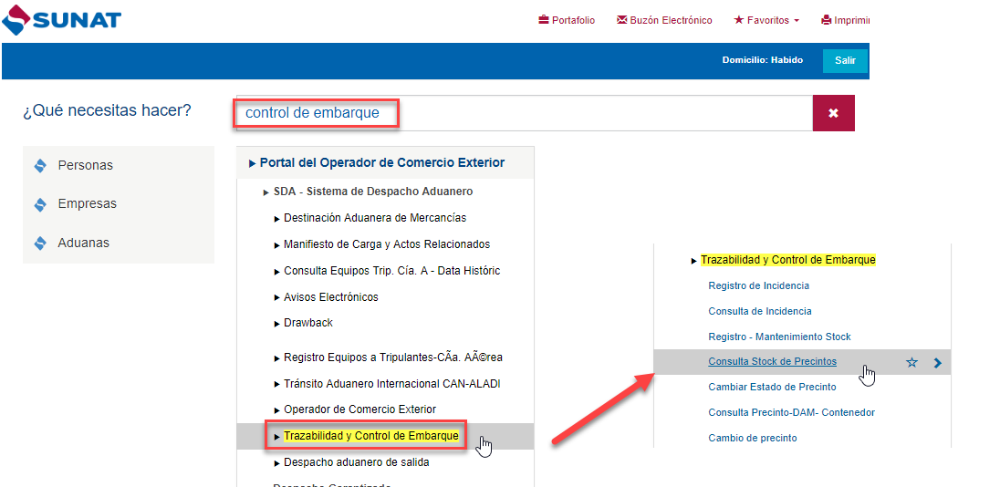 SUNAT
Portafolio
Buzón Electrónico
Favoritos
Imprimi
Domicilio: Habido
Salir
¿Qué necesitas hacer?
control de embarque
Personas
Empresas
Aduanas
Portal del Operador de Comercio Exterior
SDA - Sistema de Despacho Aduanero
Destinación Aduanera de Mercancías
Manifiesto de Carga y Actos Relacionados
Consulta Equipos Trip. Cía. A - Data Históric
Avisos Electrónicos
Drawback
Registro Equipos a Tripulantes-CÃa. AÃ©rea
Tránsito Aduanero Internacional CAN-ALADI
Operador de Comercio Exterior
Trazabilidad y Control de Embarque
Despacho aduanero de salida
Despacho Garantizado
Trazabilidad y Control de Embarque
Registro de Incidencia
Consulta de Incidencia
Registro - Mantenimiento Stock
Consulta Stock de Precintos
Cambiar Estado de Precinto
Consulta Precinto-DAM- Contenedor
Cambio de precinto